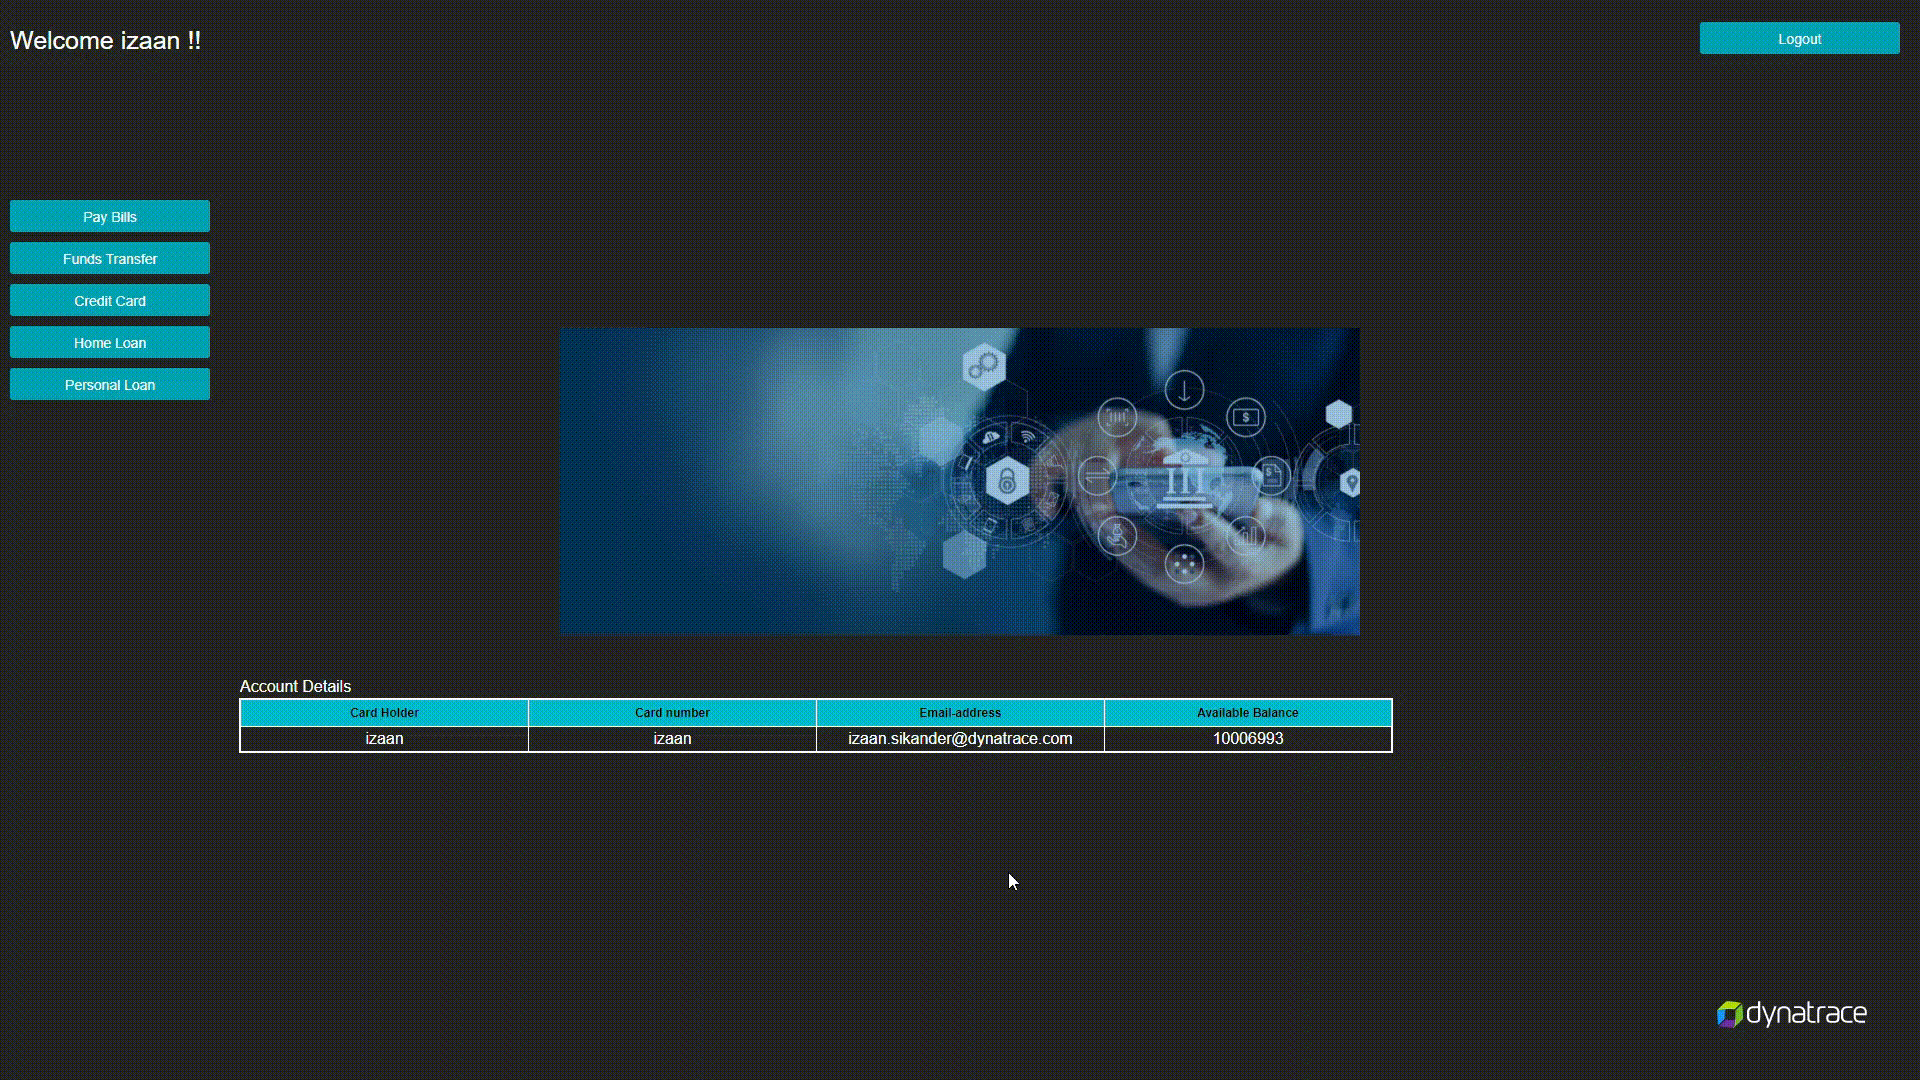 Welcome izaan !!
Logout
Pay Bills
Funds Transfer
Credit Card
Home Loan
Personal Loan
Account Details
Card Holder Card number Email-address Available Balance
izaan izaan izaan.sikander@dynatrace.com 10006993
dynatrace